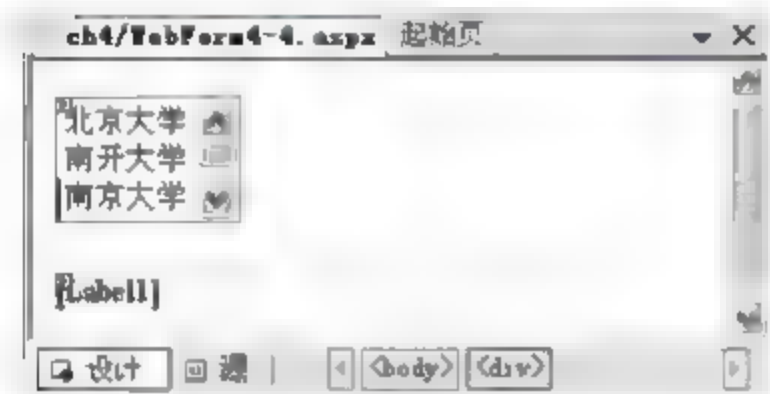 ch4/WebForm4-4.aspx 起始页
北京大学
南开大学
南京大学
[Label1]
设计 源 <body> <div>